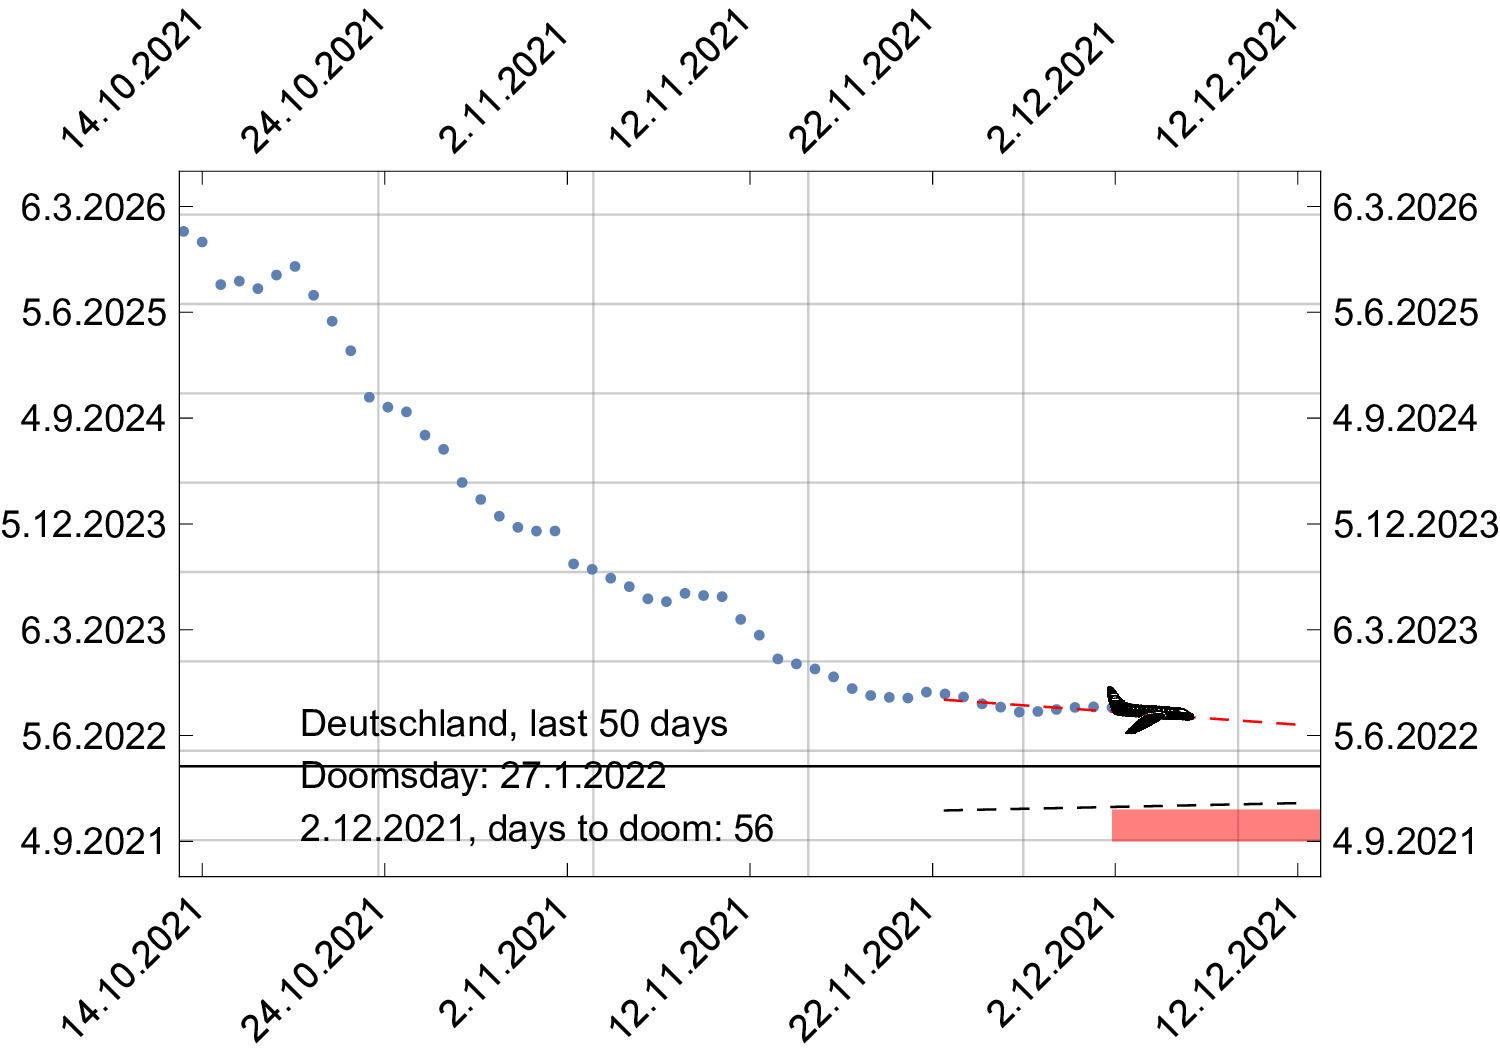 14.10.2021 24.10.2021 2.11.2021 12.11.2021 22.11.2021 2.12.2021 12.12.2021
6.3.2026 6.3.2026
5.6.2025 5.6.2025
4.9.2024 4.9.2024
5.12.2023 5.12.2023
6.3.2023 6.3.2023
Deutschland, last 50 days
5.6.2022 5.6.2022
Doomsday: 27.1.2022
2.12.2021, days to doom: 56
4.9.2021 4.9.2021
14.10.2021 24.10.2021 2.11.2021 12.11.2021 22.11.2021 2.12.2021 12.12.2021